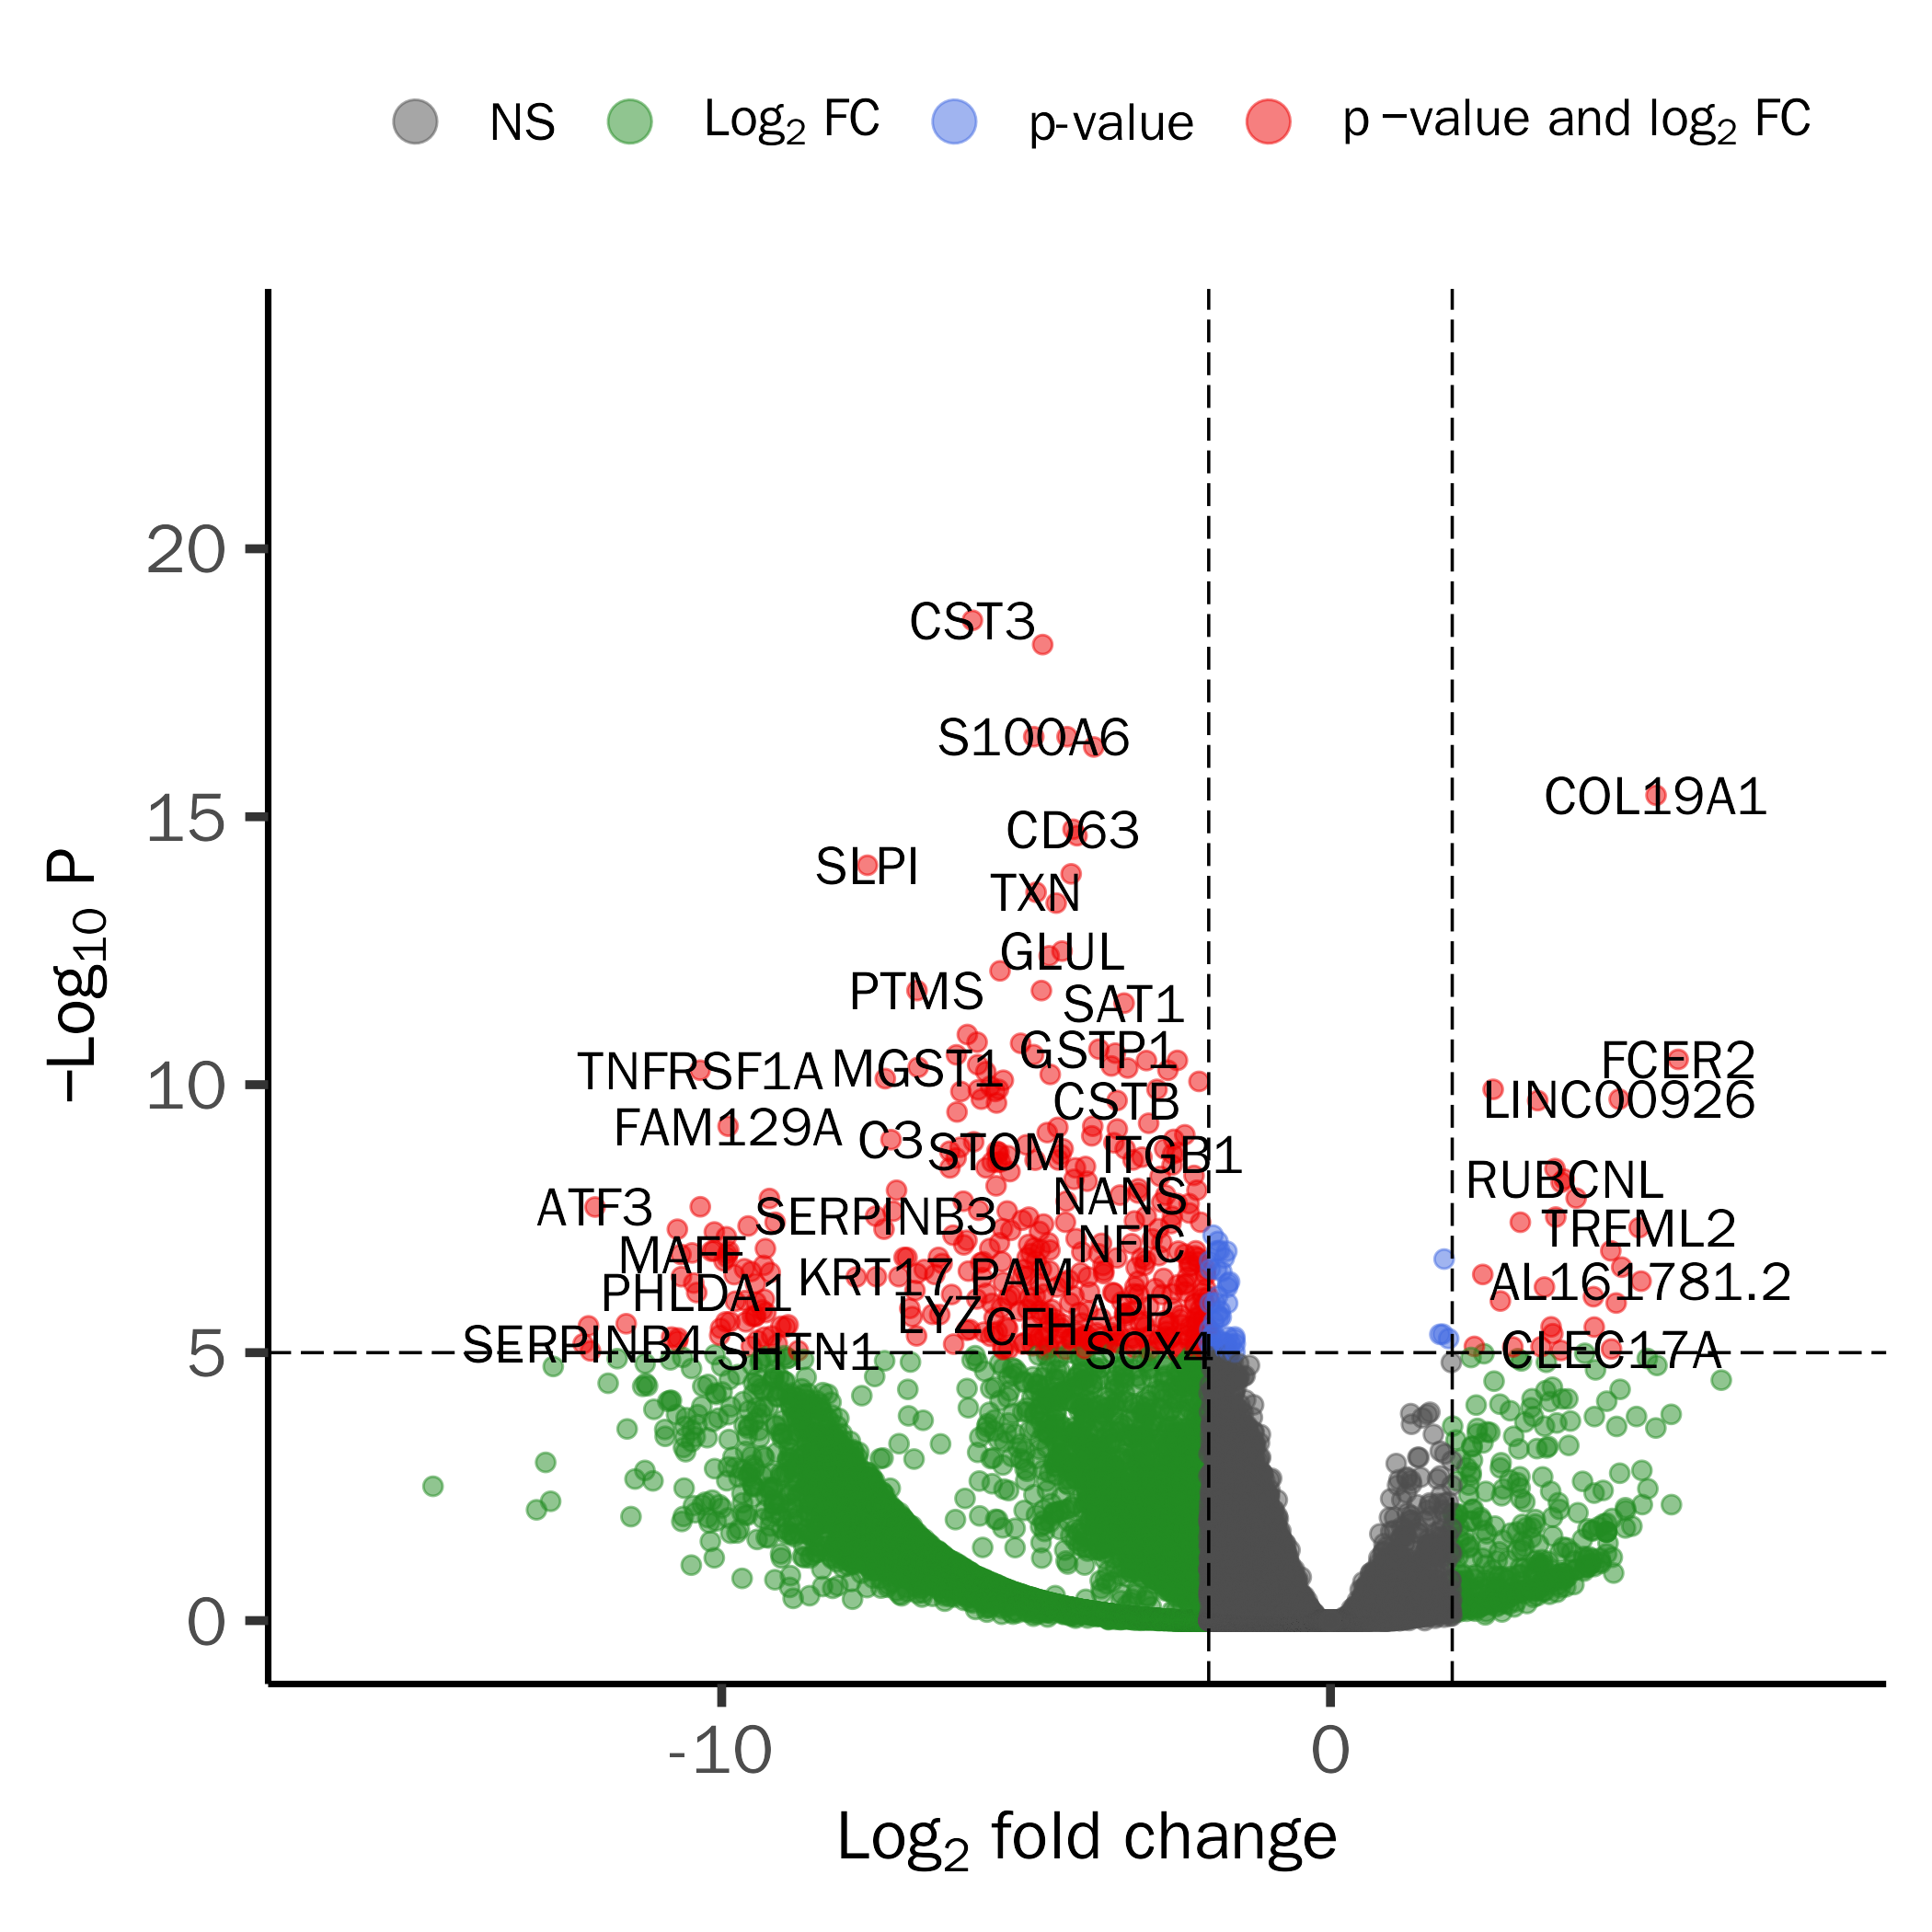 NS Log2 FC p-value p −value and log2 FC
20
CST3
S100A6
COL19A1
15
CD63
SLPI
TXN
GLUL
PTMS
SAT1
GSTP1
FCER2
TNFRSF1A MGST1
10
CSTB LINC00926
FAM129A C3 STOM ITGB1
RUBCNL
NANS
ATF3 SERPINB3
TREML2
NFIC
MAFF
KRT17 PAM AL161781.2
PHLDA1
LYZ CFH APP
SERPINB4 SHTN1 SOX4 CLEC17A
5
0
-10 0
Log2 fold change
−Log10 P